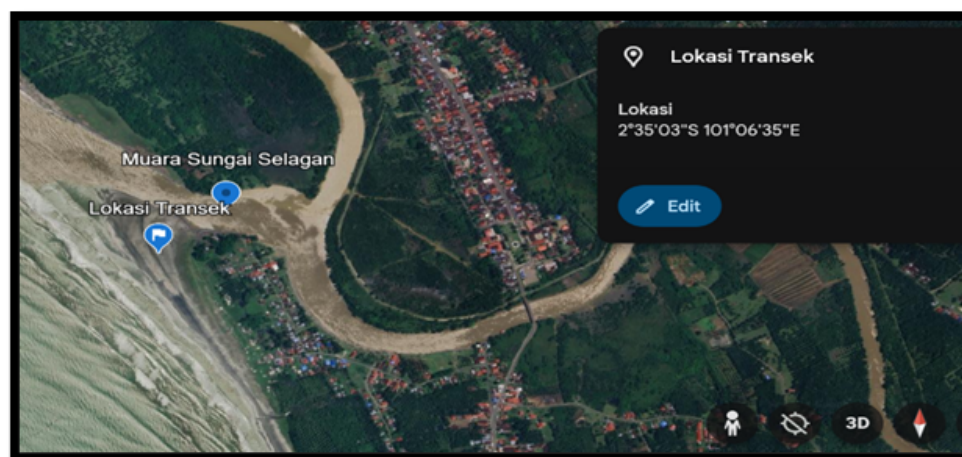 Lokasi Transek
Lokasi
2°35'03"S 101°06'35"E
Edit
Muara Sungai Selagan
Lokasi Transek
3D